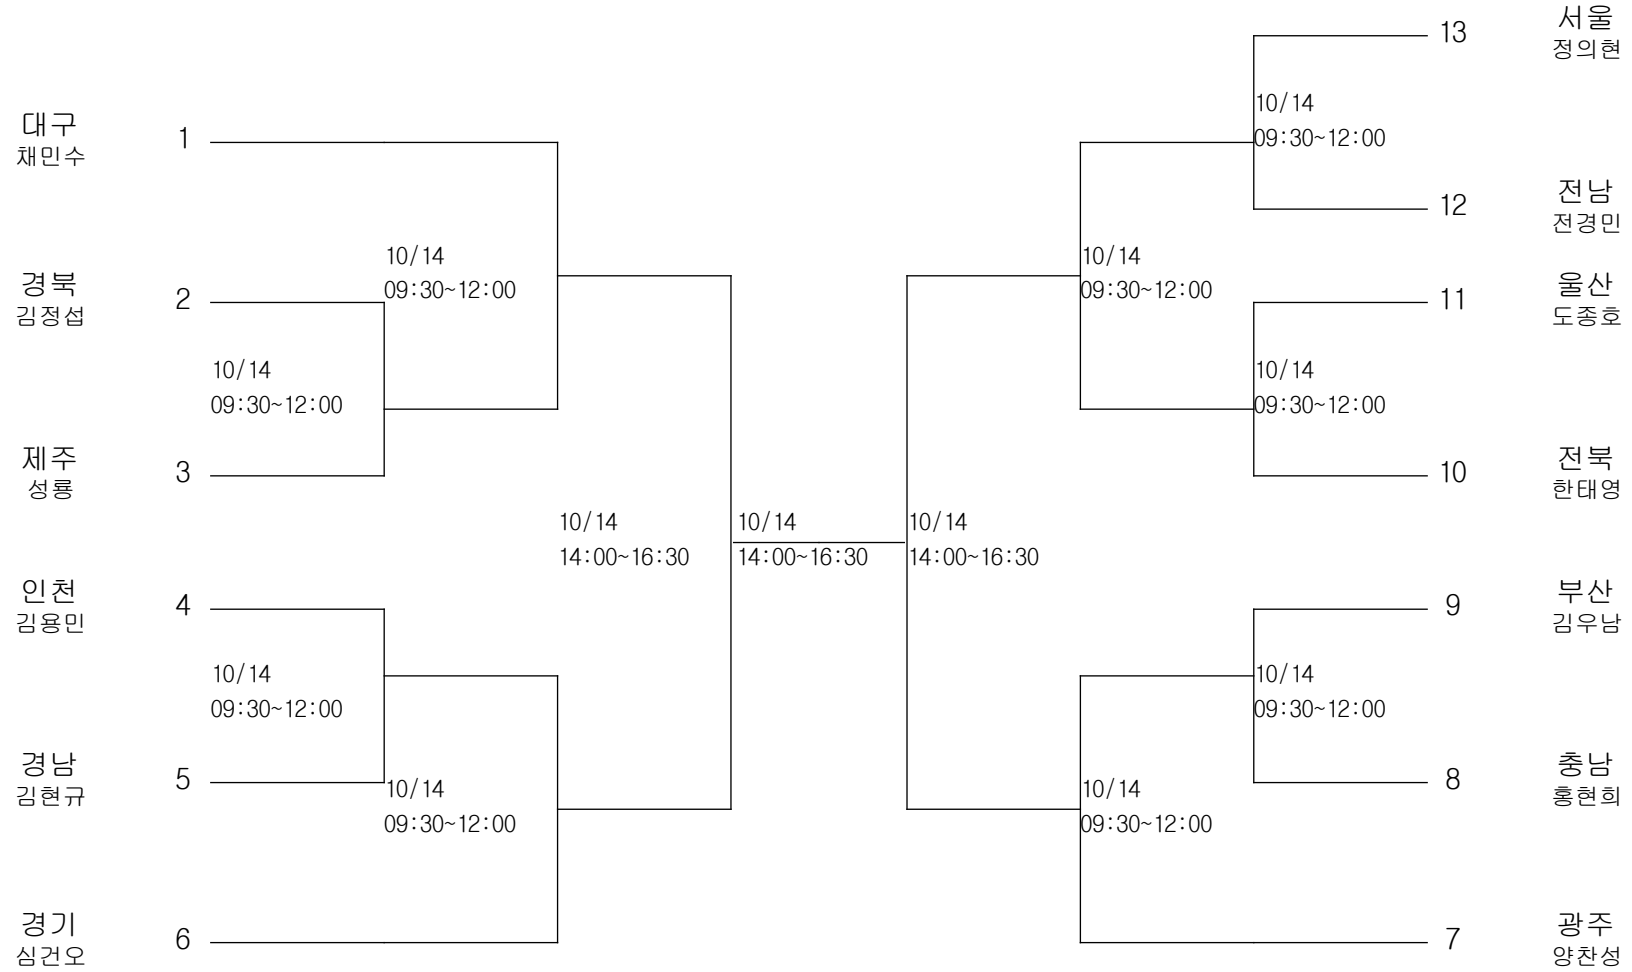 13
서울
정의현
10/14
09:30~12:00
대구
채민수
1
12
전남
전경민
10/14
09:30~12:00
10/14
09:30~12:00
경북
김정섭
2
11
울산
도종호
10/14
09:30~12:00
10/14
09:30~12:00
제주
성룡
3
10
전북
한태영
10/14
14:00~16:30
10/14
14:00~16:30
10/14
14:00~16:30
인천
김용민
4
9
부산
김우남
10/14
09:30~12:00
10/14
09:30~12:00
경남
김현규
5
8
충남
홍현희
10/14
09:30~12:00
10/14
09:30~12:00
경기
심건오
6
7
광주
양찬성